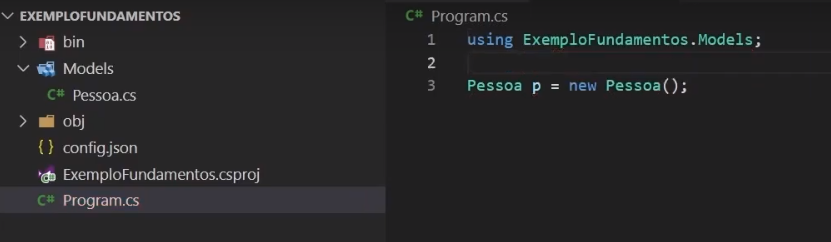 EXEMPLOFUNDAMENTOS
bin
Models
C# Pessoa.cs
obj
{ } config.json
ExemploFundamentos.csproj
C# Program.cs
C# Program.cs
1 using ExemploFundamentos.Models;
2
3 Pessoa p = new Pessoa();